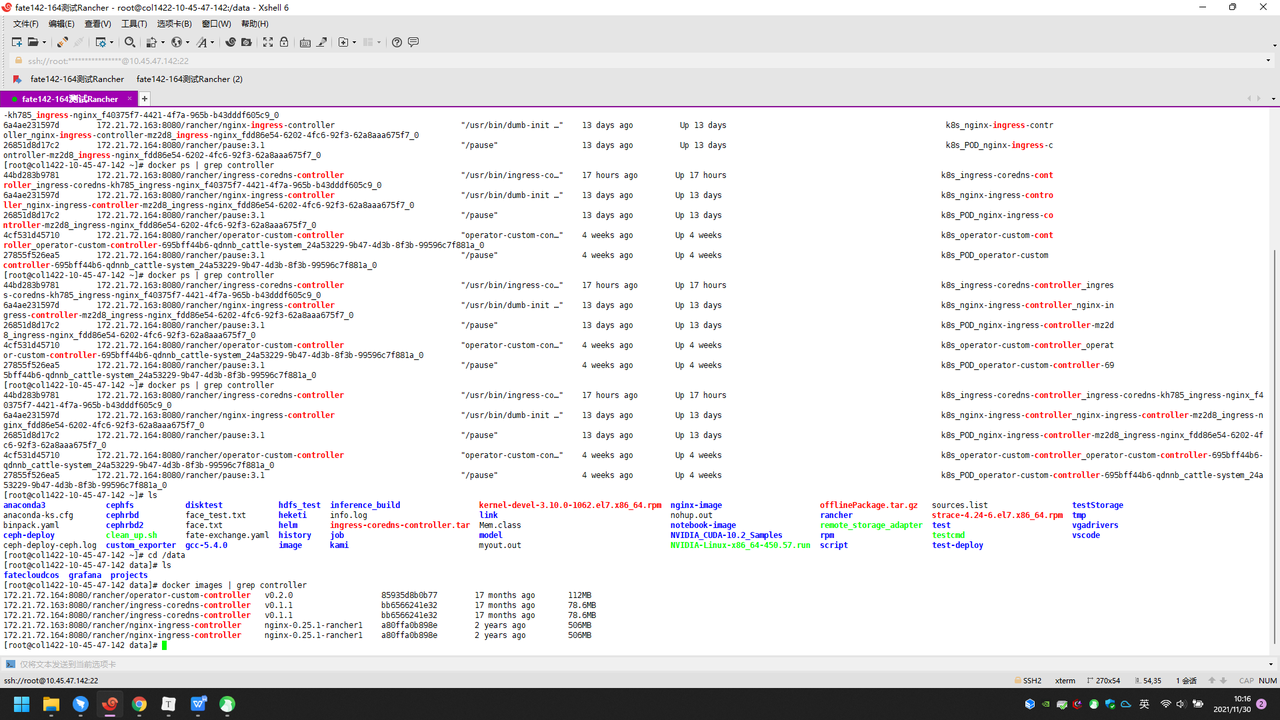 fate142-164测试Rancher - root@col1422-10-45-47-142:/data - Xshell 6
文件(F) 编辑(E) 查看(V) 工具(T) 选项卡(B) 窗口(W) 帮助(H)
ssh://root:****************@10.45.47.142:22
fate142-164测试Rancher fate142-164测试Rancher (2)
fate142-164测试Rancher × +
-kh785_ingress-nginx_f40375f7-4421-4f7a-965b-b43dddf605c9_0
6a4ae231597d 172.21.72.163:8080/rancher/nginx-ingress-controller "/usr/bin/dumb-init …" 13 days ago Up 13 days k8s_nginx-ingress-contr
oller_nginx-ingress-controller-mz2d8_ingress-nginx_fdd86e54-6202-4fc6-92f3-62a8aaa675f7_0
26851d8d17c2 172.21.72.163:8080/rancher/pause:3.1 "/pause" 13 days ago Up 13 days k8s_POD_nginx-ingress-c
ontroller-mz2d8_ingress-nginx_fdd86e54-6202-4fc6-92f3-62a8aaa675f7_0
[root@col1422-10-45-47-142 ~]# docker ps | grep controller
44bd283b9781 172.21.72.163:8080/rancher/ingress-coredns-controller "/usr/bin/ingress-co…" 17 hours ago Up 17 hours k8s_ingress-coredns-cont
roller_ingress-coredns-kh785_ingress-nginx_f40375f7-4421-4f7a-965b-b43dddf605c9_0
6a4ae231597d 172.21.72.163:8080/rancher/nginx-ingress-controller "/usr/bin/dumb-init …" 13 days ago Up 13 days k8s_nginx-ingress-contro
ller_nginx-ingress-controller-mz2d8_ingress-nginx_fdd86e54-6202-4fc6-92f3-62a8aaa675f7_0
26851d8d17c2 172.21.72.163:8080/rancher/pause:3.1 "/pause" 13 days ago Up 13 days k8s_POD_nginx-ingress-co
ntroller-mz2d8_ingress-nginx_fdd86e54-6202-4fc6-92f3-62a8aaa675f7_0
4cf531d45710 172.21.72.164:8080/rancher/operator-custom-controller "operator-custom-con…" 4 weeks ago Up 4 weeks k8s_operator-custom-cont
roller_operator-custom-controller-695bff44b6-qdnnb_cattle-system_24a53229-9b47-4d3b-8f3b-99596c7f881a_0
27855f526ea5 172.21.72.164:8080/rancher/pause:3.1 "/pause" 4 weeks ago Up 4 weeks k8s_POD_operator-custom
controller-695bff44b6-qdnnb_cattle-system_24a53229-9b47-4d3b-8f3b-99596c7f881a_0
[root@col1422-10-45-47-142 ~]# docker ps | grep controller
44bd283b9781 172.21.72.163:8080/rancher/ingress-coredns-controller "/usr/bin/ingress-co…" 17 hours ago Up 17 hours k8s_ingress-coredns-controller_ingres
s-coredns-kh785_ingress-nginx_f40375f7-4421-4f7a-965b-b43dddf605c9_0
6a4ae231597d 172.21.72.163:8080/rancher/nginx-ingress-controller "/usr/bin/dumb-init …" 13 days ago Up 13 days k8s_nginx-ingress-controller_nginx-in
gress-controller-mz2d8_ingress-nginx_fdd86e54-6202-4fc6-92f3-62a8aaa675f7_0
26851d8d17c2 172.21.72.163:8080/rancher/pause:3.1 "/pause" 13 days ago Up 13 days k8s_POD_nginx-ingress-controller-mz2d
8_ingress-nginx_fdd86e54-6202-4fc6-92f3-62a8aaa675f7_0
4cf531d45710 172.21.72.164:8080/rancher/operator-custom-controller "operator-custom-con…" 4 weeks ago Up 4 weeks k8s_operator-custom-controller_operat
or-custom-controller-695bff44b6-qdnnb_cattle-system_24a53229-9b47-4d3b-8f3b-99596c7f881a_0
27855f526ea5 172.21.72.164:8080/rancher/pause:3.1 "/pause" 4 weeks ago Up 4 weeks k8s_POD_operator-custom-controller-69
5bff44b6-qdnnb_cattle-system_24a53229-9b47-4d3b-8f3b-99596c7f881a_0
[root@col1422-10-45-47-142 ~]# docker ps | grep controller
44bd283b9781 172.21.72.163:8080/rancher/ingress-coredns-controller "/usr/bin/ingress-co…" 17 hours ago Up 17 hours k8s_ingress-coredns-controller_ingress-coredns-kh785_ingress-nginx_f4
0375f7-4421-4f7a-965b-b43dddf605c9_0
6a4ae231597d 172.21.72.163:8080/rancher/nginx-ingress-controller "/usr/bin/dumb-init …" 13 days ago Up 13 days k8s_nginx-ingress-controller_nginx-ingress-controller-mz2d8_ingress-n
ginx_fdd86e54-6202-4fc6-92f3-62a8aaa675f7_0
26851d8d17c2 172.21.72.163:8080/rancher/pause:3.1 "/pause" 13 days ago Up 13 days k8s_POD_nginx-ingress-controller-mz2d8_ingress-nginx_fdd86e54-6202-4f
c6-92f3-62a8aaa675f7_0
4cf531d45710 172.21.72.164:8080/rancher/operator-custom-controller "operator-custom-con…" 4 weeks ago Up 4 weeks k8s_operator-custom-controller_operator-custom-controller-695bff44b6-
qdnnb_cattle-system_24a53229-9b47-4d3b-8f3b-99596c7f881a_0
27855f526ea5 172.21.72.164:8080/rancher/pause:3.1 "/pause" 4 weeks ago Up 4 weeks k8s_POD_operator-custom-controller-695bff44b6-qdnnb_cattle-system_24a
53229-9b47-4d3b-8f3b-99596c7f881a_0
[root@col1422-10-45-47-142 ~]# ls
anaconda3 cephfs disktest hdfs_test inference_build kernel-devel-3.10.0-1062.el7.x86_64.rpm nginx-image offlinePackage.tar.gz sources.list testStorage
anaconda-ks.cfg cephrbd face_test.txt heketi info.log link nohup.out rancher strace-4.24-6.el7.x86_64.rpm tmp
binpack.yaml cephrbd2 face.txt helm ingress-coredns-controller.tar Mem.class notebook-image remote_storage_adapter test vgadrivers
ceph-deploy clean_up.sh fate-exchange.yaml history job model NVIDIA_CUDA-10.2_Samples rpm testcmd vscode
ceph-deploy-ceph.log custom_exporter gcc-5.4.0 image kami myout.out NVIDIA-Linux-x86_64-450.57.run script test-deploy
[root@col1422-10-45-47-142 ~]# cd /data
[root@col1422-10-45-47-142 data]# ls
fatecloudcos grafana projects
[root@col1422-10-45-47-142 data]# docker images | grep controller
172.21.72.164:8080/rancher/operator-custom-controller v0.2.0 85935d8b0b77 17 months ago 112MB
172.21.72.163:8080/rancher/ingress-coredns-controller v0.1.1 bb6566241e32 17 months ago 78.6MB
172.21.72.164:8080/rancher/ingress-coredns-controller v0.1.1 bb6566241e32 17 months ago 78.6MB
172.21.72.163:8080/rancher/nginx-ingress-controller nginx-0.25.1-rancher1 a80ffa0b898e 2 years ago 506MB
172.21.72.164:8080/rancher/nginx-ingress-controller nginx-0.25.1-rancher1 a80ffa0b898e 2 years ago 506MB
[root@col1422-10-45-47-142 data]#
仅将文本发送到当前选项卡
ssh://root@10.45.47.142:22 SSH2 xterm 270x54 54,35 1 会话 CAP NUM
英 10:16
2021/11/30 2